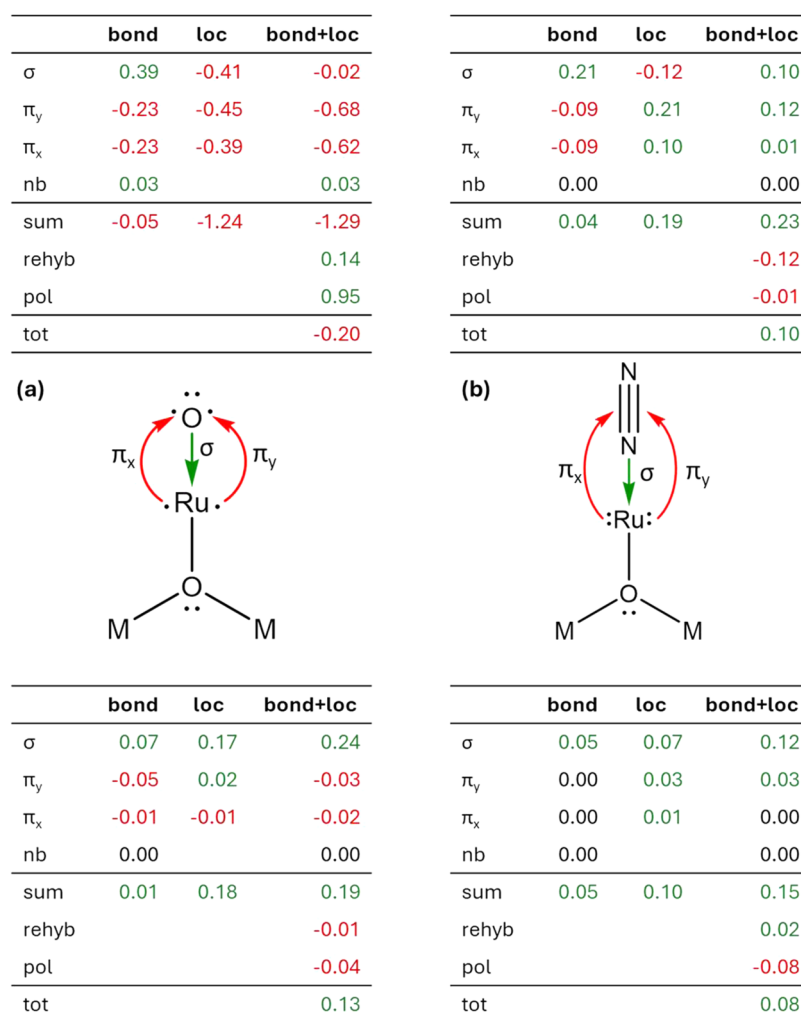 bond loc bond+loc
σ 0.39 -0.41 -0.02
πy -0.23 -0.45 -0.68
πx -0.23 -0.39 -0.62
nb 0.03 0.03
sum -0.05 -1.24 -1.29
rehyb 0.14
pol 0.95
tot -0.20
bond loc bond+loc
σ 0.21 -0.12 0.10
πy -0.09 0.21 0.12
πx -0.09 0.10 0.01
nb 0.00 0.00
sum 0.04 0.19 0.23
rehyb -0.12
pol -0.01
tot 0.10
(a)
O
σ
πx πy
Ru
O
M M
(b)
N
N
πx σ πy
Ru
O
M M
bond loc bond+loc
σ 0.07 0.17 0.24
πy -0.05 0.02 -0.03
πx -0.01 -0.01 -0.02
nb 0.00 0.00
sum 0.01 0.18 0.19
rehyb -0.01
pol -0.04
tot 0.13
bond loc bond+loc
σ 0.05 0.07 0.12
πy 0.00 0.03 0.03
πx 0.00 0.01 0.00
nb 0.00 0.00
sum 0.05 0.10 0.15
rehyb 0.02
pol -0.08
tot 0.08